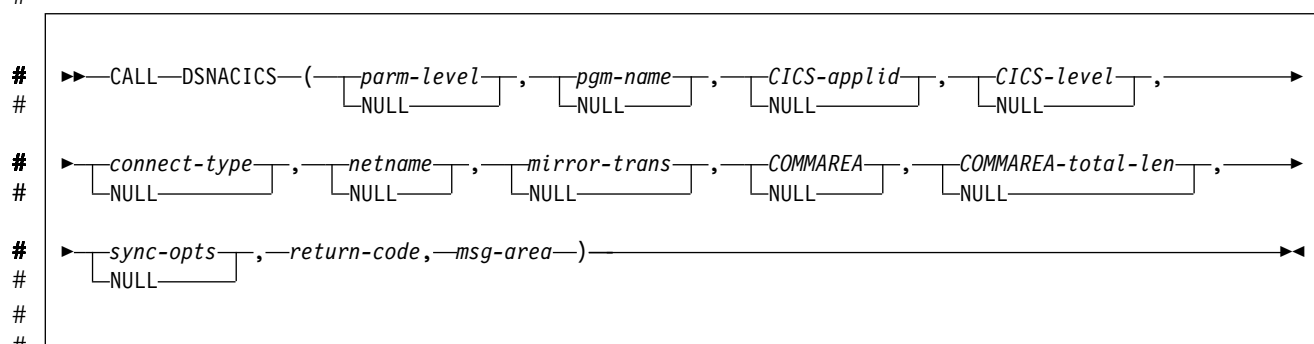 #
# CALL DSNACICS ( parm-level , pgm-name , CICS-applid , CICS-level ,
# NULL NULL NULL NULL
# connect-type , netname , mirror-trans , COMMAREA , COMMAREA-total-len ,
# NULL NULL NULL NULL NULL
# sync-opts , return-code, msg-area )
# NULL
#
#